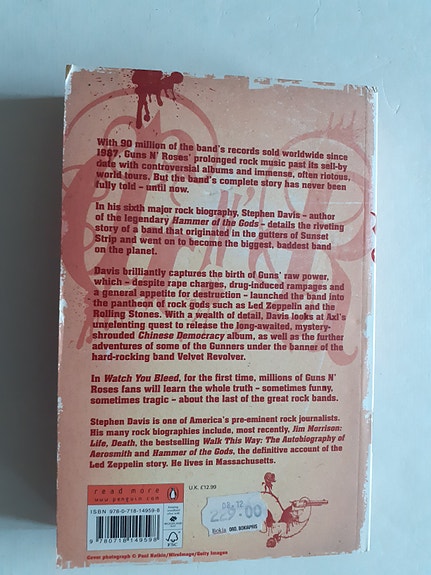 With 90 million of the band's records sold worldwide since
1987, Guns N' Roses' prolonged rock music past its sell-by
date with controversial albums and immense, often riotous,
world tours. But the band's complete story has never been
fully told – until now.
In his sixth major rock biography, Stephen Davis – author
of the legendary Hammer of the Gods – details the riveting
story of a band that originated in the gutters of Sunset
Strip and went on to become the biggest, baddest band
on the planet.
Davis brilliantly captures the birth of Guns' raw power,
which – despite rape charges, drug-induced rampages and
a general appetite for destruction – launched the band into
the pantheon of rock gods such as Led Zeppelin and the
Rolling Stones. With a wealth of detail, Davis looks at Axl's
unrelenting quest to release the long-awaited, mystery-
shrouded Chinese Democracy album, as well as the further
adventures of some of the Gunners under the banner of the
hard-rocking band Velvet Revolver.
In Watch You Bleed, for the first time, millions of Guns N'
Roses fans will learn the whole truth – sometimes funny,
sometimes tragic – about the last of the great rock bands.
Stephen Davis is one of America's pre-eminent rock journalists.
His many rock biographies include, most recently, Jim Morrison:
Life, Death, the bestselling Walk This Way: The Autobiography of
Aerosmith and Hammer of the Gods, the definitive account of the
Led Zeppelin story. He lives in Massachusetts.
read more
www.penguin.com
U.K. £12.99
ISBN 978-0-718-14959-8
9 780718 149598
FSC
Cover photograph © Paul Natkin/WireImage/Getty Images